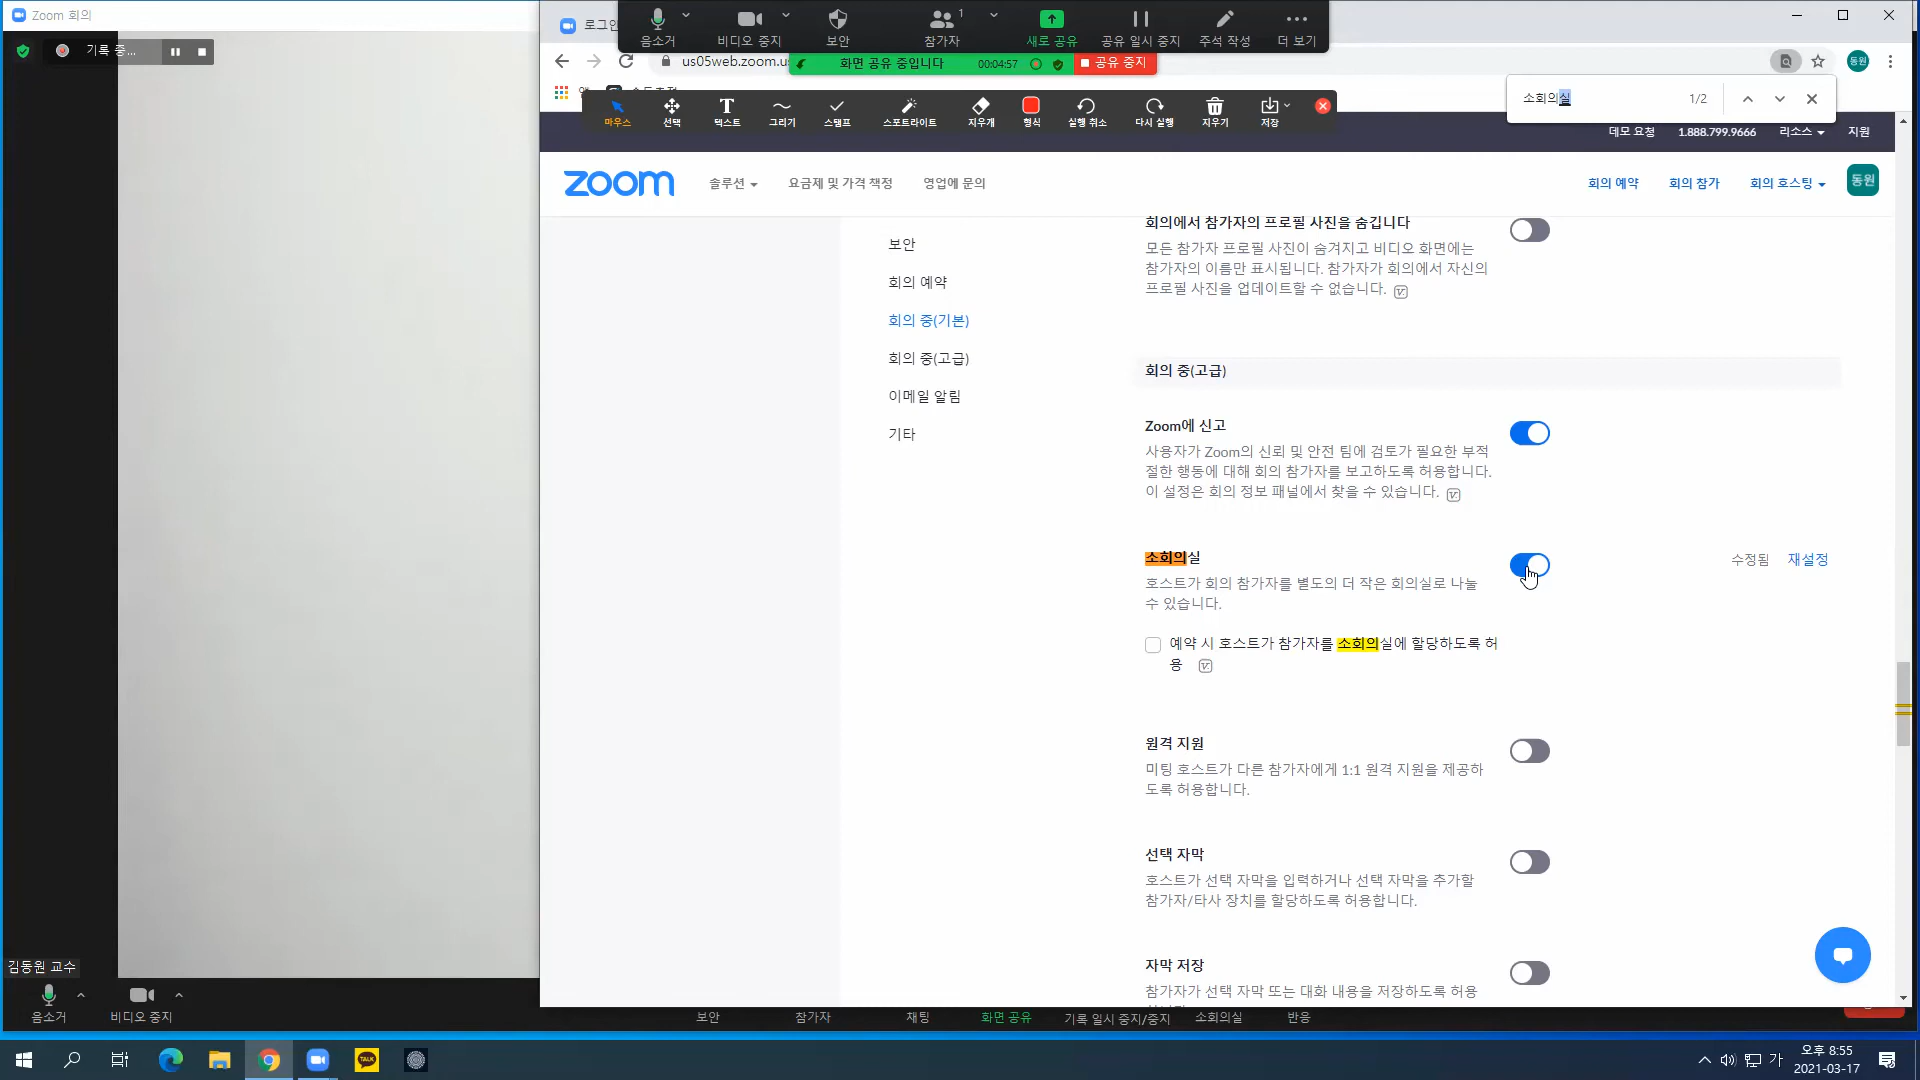 Zoom 회의
기록 중...
로그인
음소거
비디오 중지
보안
1
참가자
새로 공유
공유 일시 중지
주석 작성
더 보기
us05web.zoom.us
화면 공유 중입니다
00:04:57
공유 중지
동원
마우스
선택
텍스트
그리기
스탬프
스포트라이트
지우개
형식
실행 취소
다시 실행
지우기
저장
소회의실
1/2
데모 요청
1.888.799.9666
리소스
지원
zoom
솔루션
요금제 및 가격 책정
영업에 문의
회의 예약
회의 참가
회의 호스팅
동원
보안
회의 예약
회의 중(기본)
회의 중(고급)
이메일 알림
기타
회의에서 참가자의 프로필 사진을 숨깁니다
모든 참가자 프로필 사진이 숨겨지고 비디오 화면에는
참가자의 이름만 표시됩니다. 참가자가 회의에서 자신의
프로필 사진을 업데이트할 수 없습니다.
회의 중(고급)
Zoom에 신고
사용자가 Zoom의 신뢰 및 안전 팀에 검토가 필요한 부적
절한 행동에 대해 회의 참가자를 보고하도록 허용합니다.
이 설정은 회의 정보 패널에서 찾을 수 있습니다.
소회의실
수정됨
재설정
호스트가 회의 참가자를 별도의 더 작은 회의실로 나눌
수 있습니다.
예약 시 호스트가 참가자를 소회의실에 할당하도록 허
용
원격 지원
미팅 호스트가 다른 참가자에게 1:1 원격 지원을 제공하
도록 허용합니다.
선택 자막
호스트가 선택 자막을 입력하거나 선택 자막을 추가할
참가자/타사 장치를 할당하도록 허용합니다.
자막 저장
참가자가 선택 자막 또는 대화 내용을 저장하도록 허용
김동원 교수
음소거
비디오 중지
보안
참가자
채팅
화면 공유
기록 일시 중지/중지
소회의실
반응
TALK
가
오후 8:55
2021-03-17